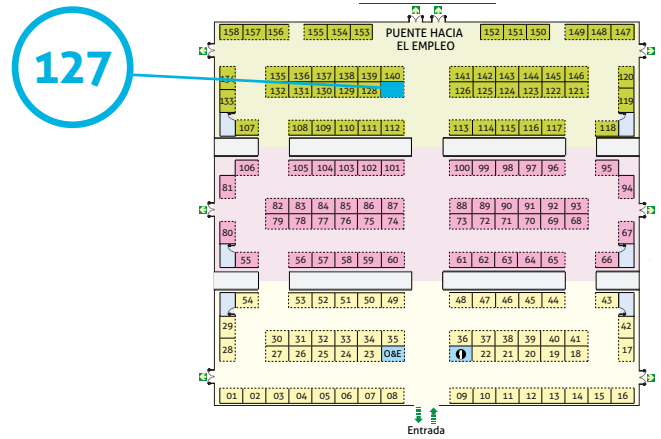 158 157 156 155 154 153 PUENTE HACIA 152 151 150 149 148 147
EL EMPLEO
127
134 135 136 137 138 139 140 141 142 143 144 145 146 120
133 132 131 130 129 128 126 125 124 123 122 121 119
107 108 109 110 111 112 113 114 115 116 117 118
106 105 104 103 102 101 100 99 98 97 96 95
81 94
82 83 84 85 86 87 88 89 90 91 92 93
80 79 78 77 76 75 74 73 72 71 70 69 68 67
55 56 57 58 59 60 61 62 63 64 65 66
54 53 52 51 50 49 48 47 46 45 44 43
29 42
30 31 32 33 34 35 36 37 38 39 40 41
28 27 26 25 24 23 O&E 22 21 20 19 18 17
01 02 03 04 05 06 07 08 09 10 11 12 13 14 15 16
Entrada